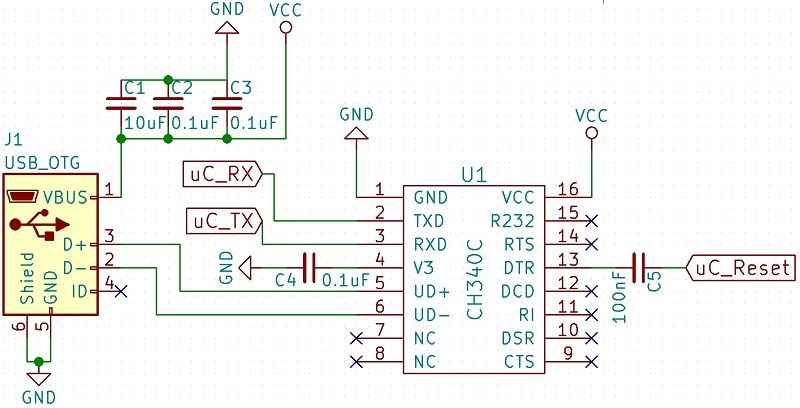 GND
VCC
C1
C2
C3
10uF
0.1uF
0.1uF
GND
VCC
J1
USB_OTG
VBUS
1
D+
3
D-
2
ID
4
Shield
GND
6
5
GND
uC_RX
uC_TX
GND
C4
0.1uF
U1
CH340C
1
GND
2
TXD
3
RXD
4
V3
5
UD+
6
UD-
7
NC
8
NC
VCC
16
R232
15
RTS
14
DTR
13
DCD
12
RI
11
DSR
10
CTS
9
100nF
C5
uC_Reset